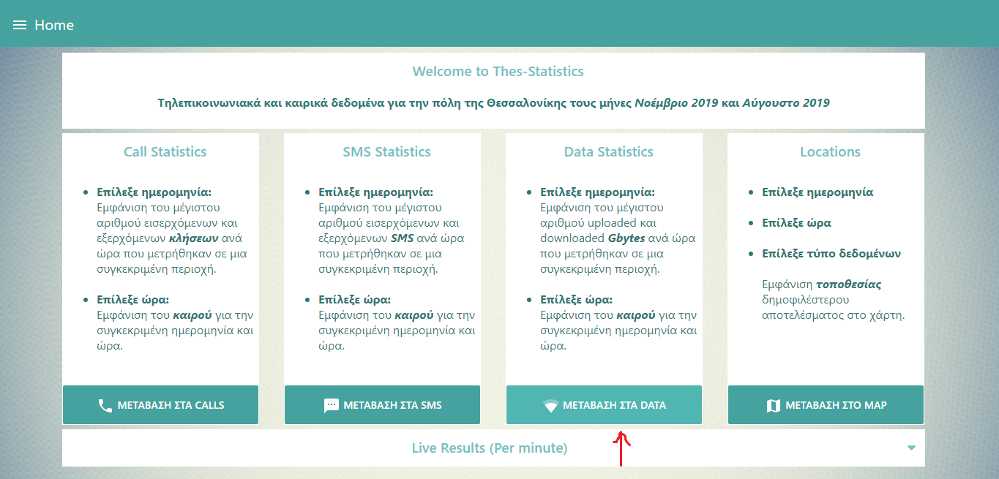 Home
Welcome to Thes-Statistics
Τηλεπικοινωνιακά και καιρικά δεδομένα για την πόλη της Θεσσαλονίκης τους μήνες Νοέμβριο 2019 και Αύγουστο 2019
Call Statistics
Επίλεξε ημερομηνία:
Εμφάνιση του μέγιστου
αριθμού εισερχόμενων και
εξερχόμενων κλήσεων ανά
ώρα που μετρήθηκαν σε μια
συγκεκριμένη περιοχή.
Επίλεξε ώρα:
Εμφάνιση του καιρού για την
συγκεκριμένη ημερομηνία και
ώρα.
ΜΕΤΑΒΑΣΗ ΣΤΑ CALLS
SMS Statistics
Επίλεξε ημερομηνία:
Εμφάνιση του μέγιστου
αριθμού εισερχόμενων και
εξερχόμενων SMS ανά ώρα
που μετρήθηκαν σε μια
συγκεκριμένη περιοχή.
Επίλεξε ώρα:
Εμφάνιση του καιρού για την
συγκεκριμένη ημερομηνία και
ώρα.
ΜΕΤΑΒΑΣΗ ΣΤΑ SMS
Data Statistics
Επίλεξε ημερομηνία:
Εμφάνιση του μέγιστου
αριθμού uploaded και
downloaded Gbytes ανά ώρα
που μετρήθηκαν σε μια
συγκεκριμένη περιοχή.
Επίλεξε ώρα:
Εμφάνιση του καιρού για την
συγκεκριμένη ημερομηνία και
ώρα.
ΜΕΤΑΒΑΣΗ ΣΤΑ DATA
Locations
Επίλεξε ημερομηνία
Επίλεξε ώρα
Επίλεξε τύπο δεδομένων
Εμφάνιση τοποθεσίας
δημοφιλέστερου
αποτελέσματος στο χάρτη.
ΜΕΤΑΒΑΣΗ ΣΤΟ MAP
Live Results (Per minute)